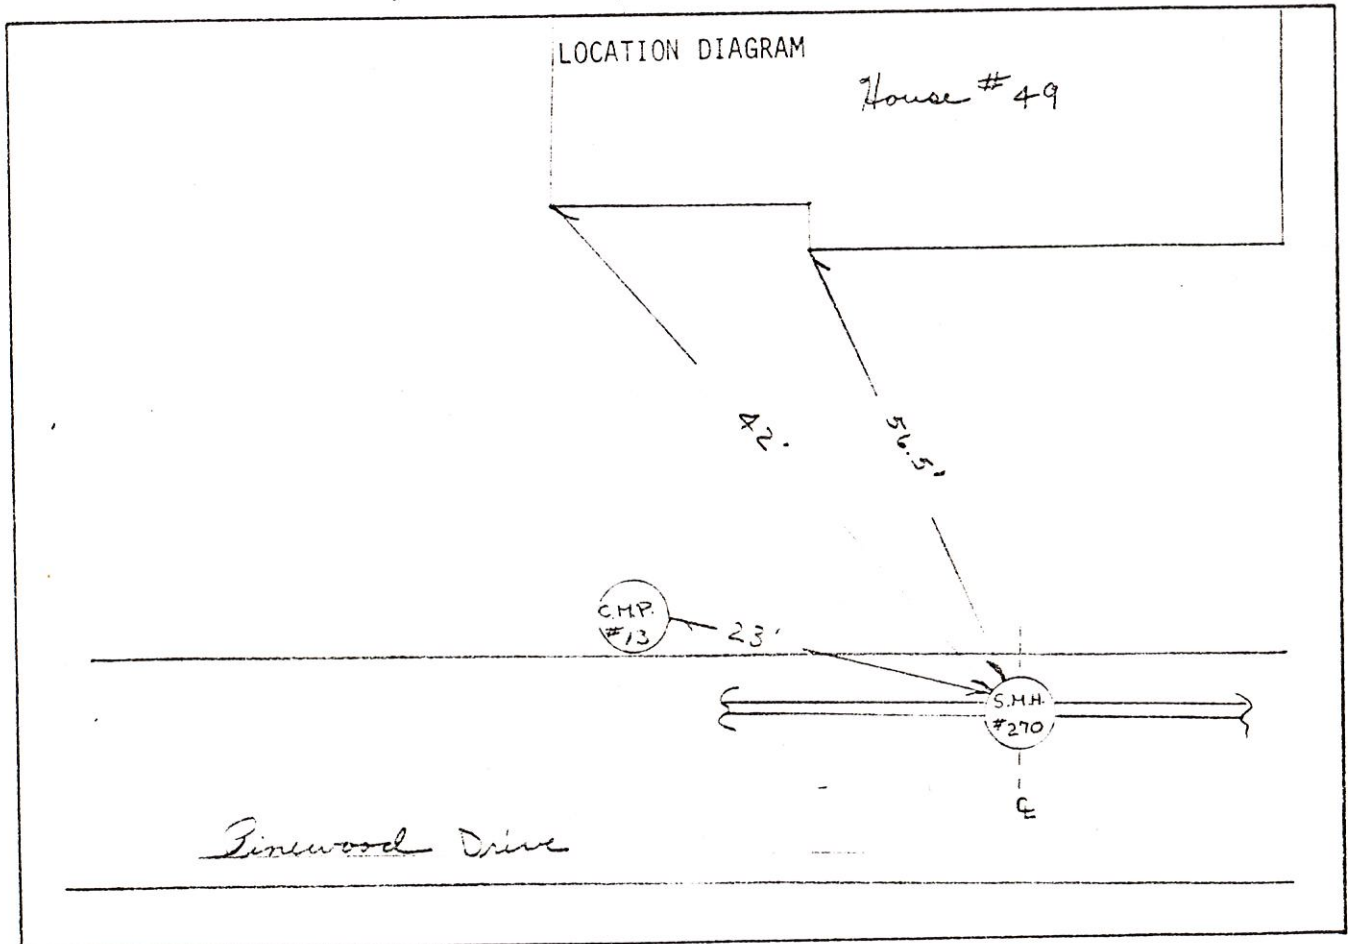 LOCATION DIAGRAM
House #49
42'
56.5'
C.M.P.
#13
23'
S.M.H.
#270
℄
Pinewood Drive